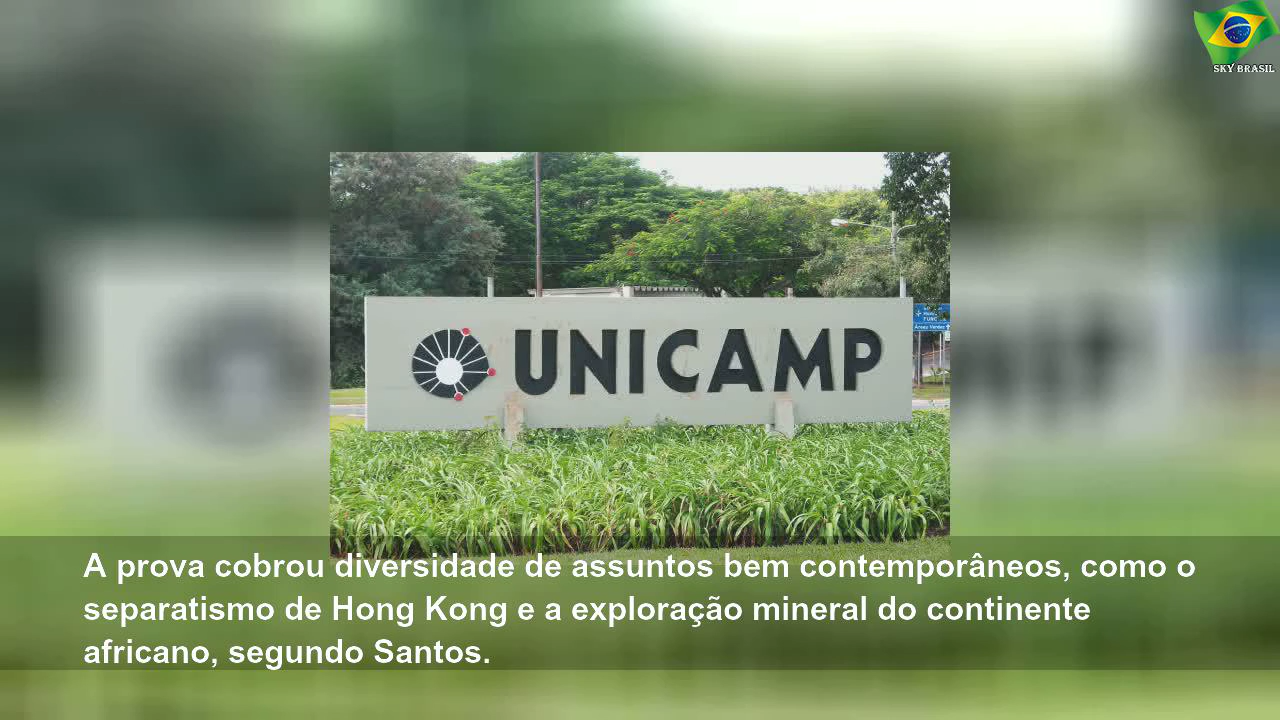 SKY BRASIL
UNICAMP
A prova cobrou diversidade de assuntos bem contemporâneos, como o
separatismo de Hong Kong e a exploração mineral do continente
africano, segundo Santos.